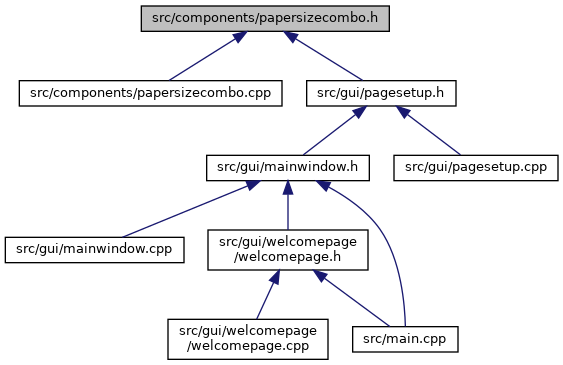 src/components/papersizecombo.h
src/components/papersizecombo.cpp
src/gui/pagesetup.h
src/gui/mainwindow.h
src/gui/pagesetup.cpp
src/gui/mainwindow.cpp
src/gui/welcomepage
/welcomepage.h
src/gui/welcomepage
/welcomepage.cpp
src/main.cpp